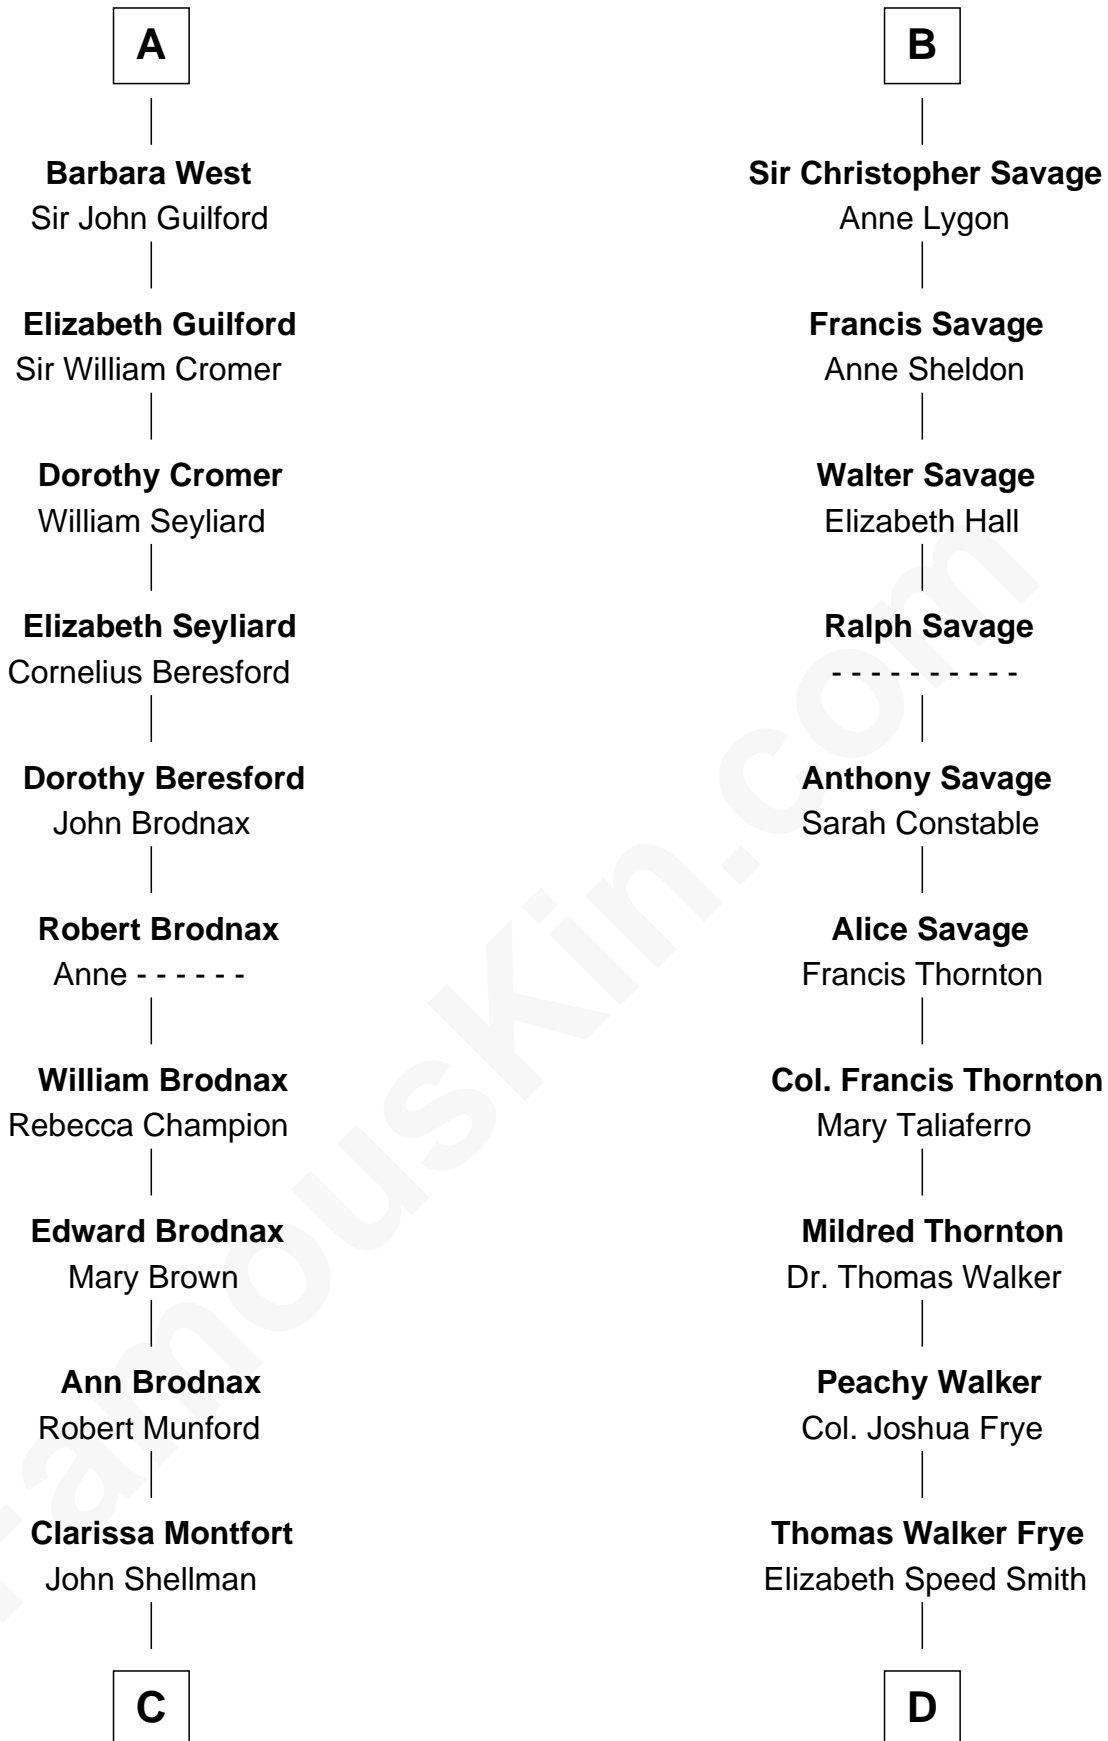 A
Barbara West
Sir John Guilford
Elizabeth Guilford
Sir William Cromer
Dorothy Cromer
William Seyliard
Elizabeth Seyliard
Cornelius Beresford
Dorothy Beresford
John Brodnax
Robert Brodnax
Anne - - - - - -
William Brodnax
Rebecca Champion
Edward Brodnax
Mary Brown
Ann Brodnax
Robert Munford
Clarissa Montfort
John Shellman
C
B
Sir Christopher Savage
Anne Lygon
Francis Savage
Anne Sheldon
Walter Savage
Elizabeth Hall
Ralph Savage
- - - - - - - - - -
Anthony Savage
Sarah Constable
Alice Savage
Francis Thornton
Col. Francis Thornton
Mary Taliaferro
Mildred Thornton
Dr. Thomas Walker
Peachy Walker
Col. Joshua Frye
Thomas Walker Frye
Elizabeth Speed Smith
D
FamousKin.com